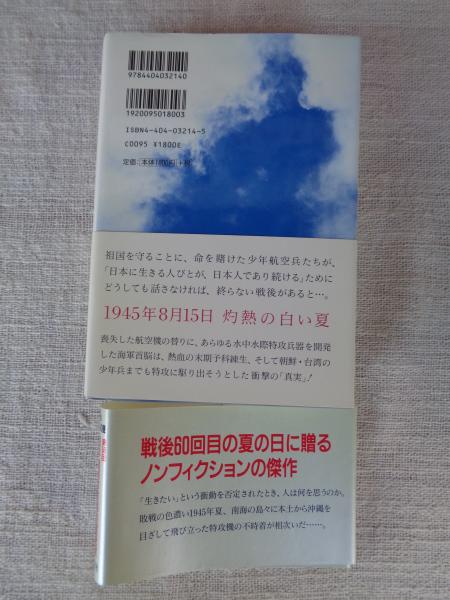 9784404032140
1920095018003
ISBN4-404-03214-5
C0095 ¥1800E
定価:本体1800円+税
祖国を守ることに、命を賭けた少年航空兵たちが、
「日本に生きる人びとが、日本人であり続ける」ために
どうしても話さなければ、終らない戦後があると…。
1945年8月15日 灼熱の白い夏
喪失した航空機の替りに、あらゆる水中水際特攻兵器を開発
した海軍首脳は、熱血の末期予科練生、そして朝鮮・台湾の
少年兵までも特攻に駆り出そうとした衝撃の「真実」!
戦後60回目の夏の日に贈る
ノンフィクションの傑作
「生きたい」という衝動を否定されたとき、人は何を思うのか。
敗戦の色濃い1945年夏、南海の島々に本土から沖縄を
目ざして飛び立った特攻機の不時着が相次いだ……。